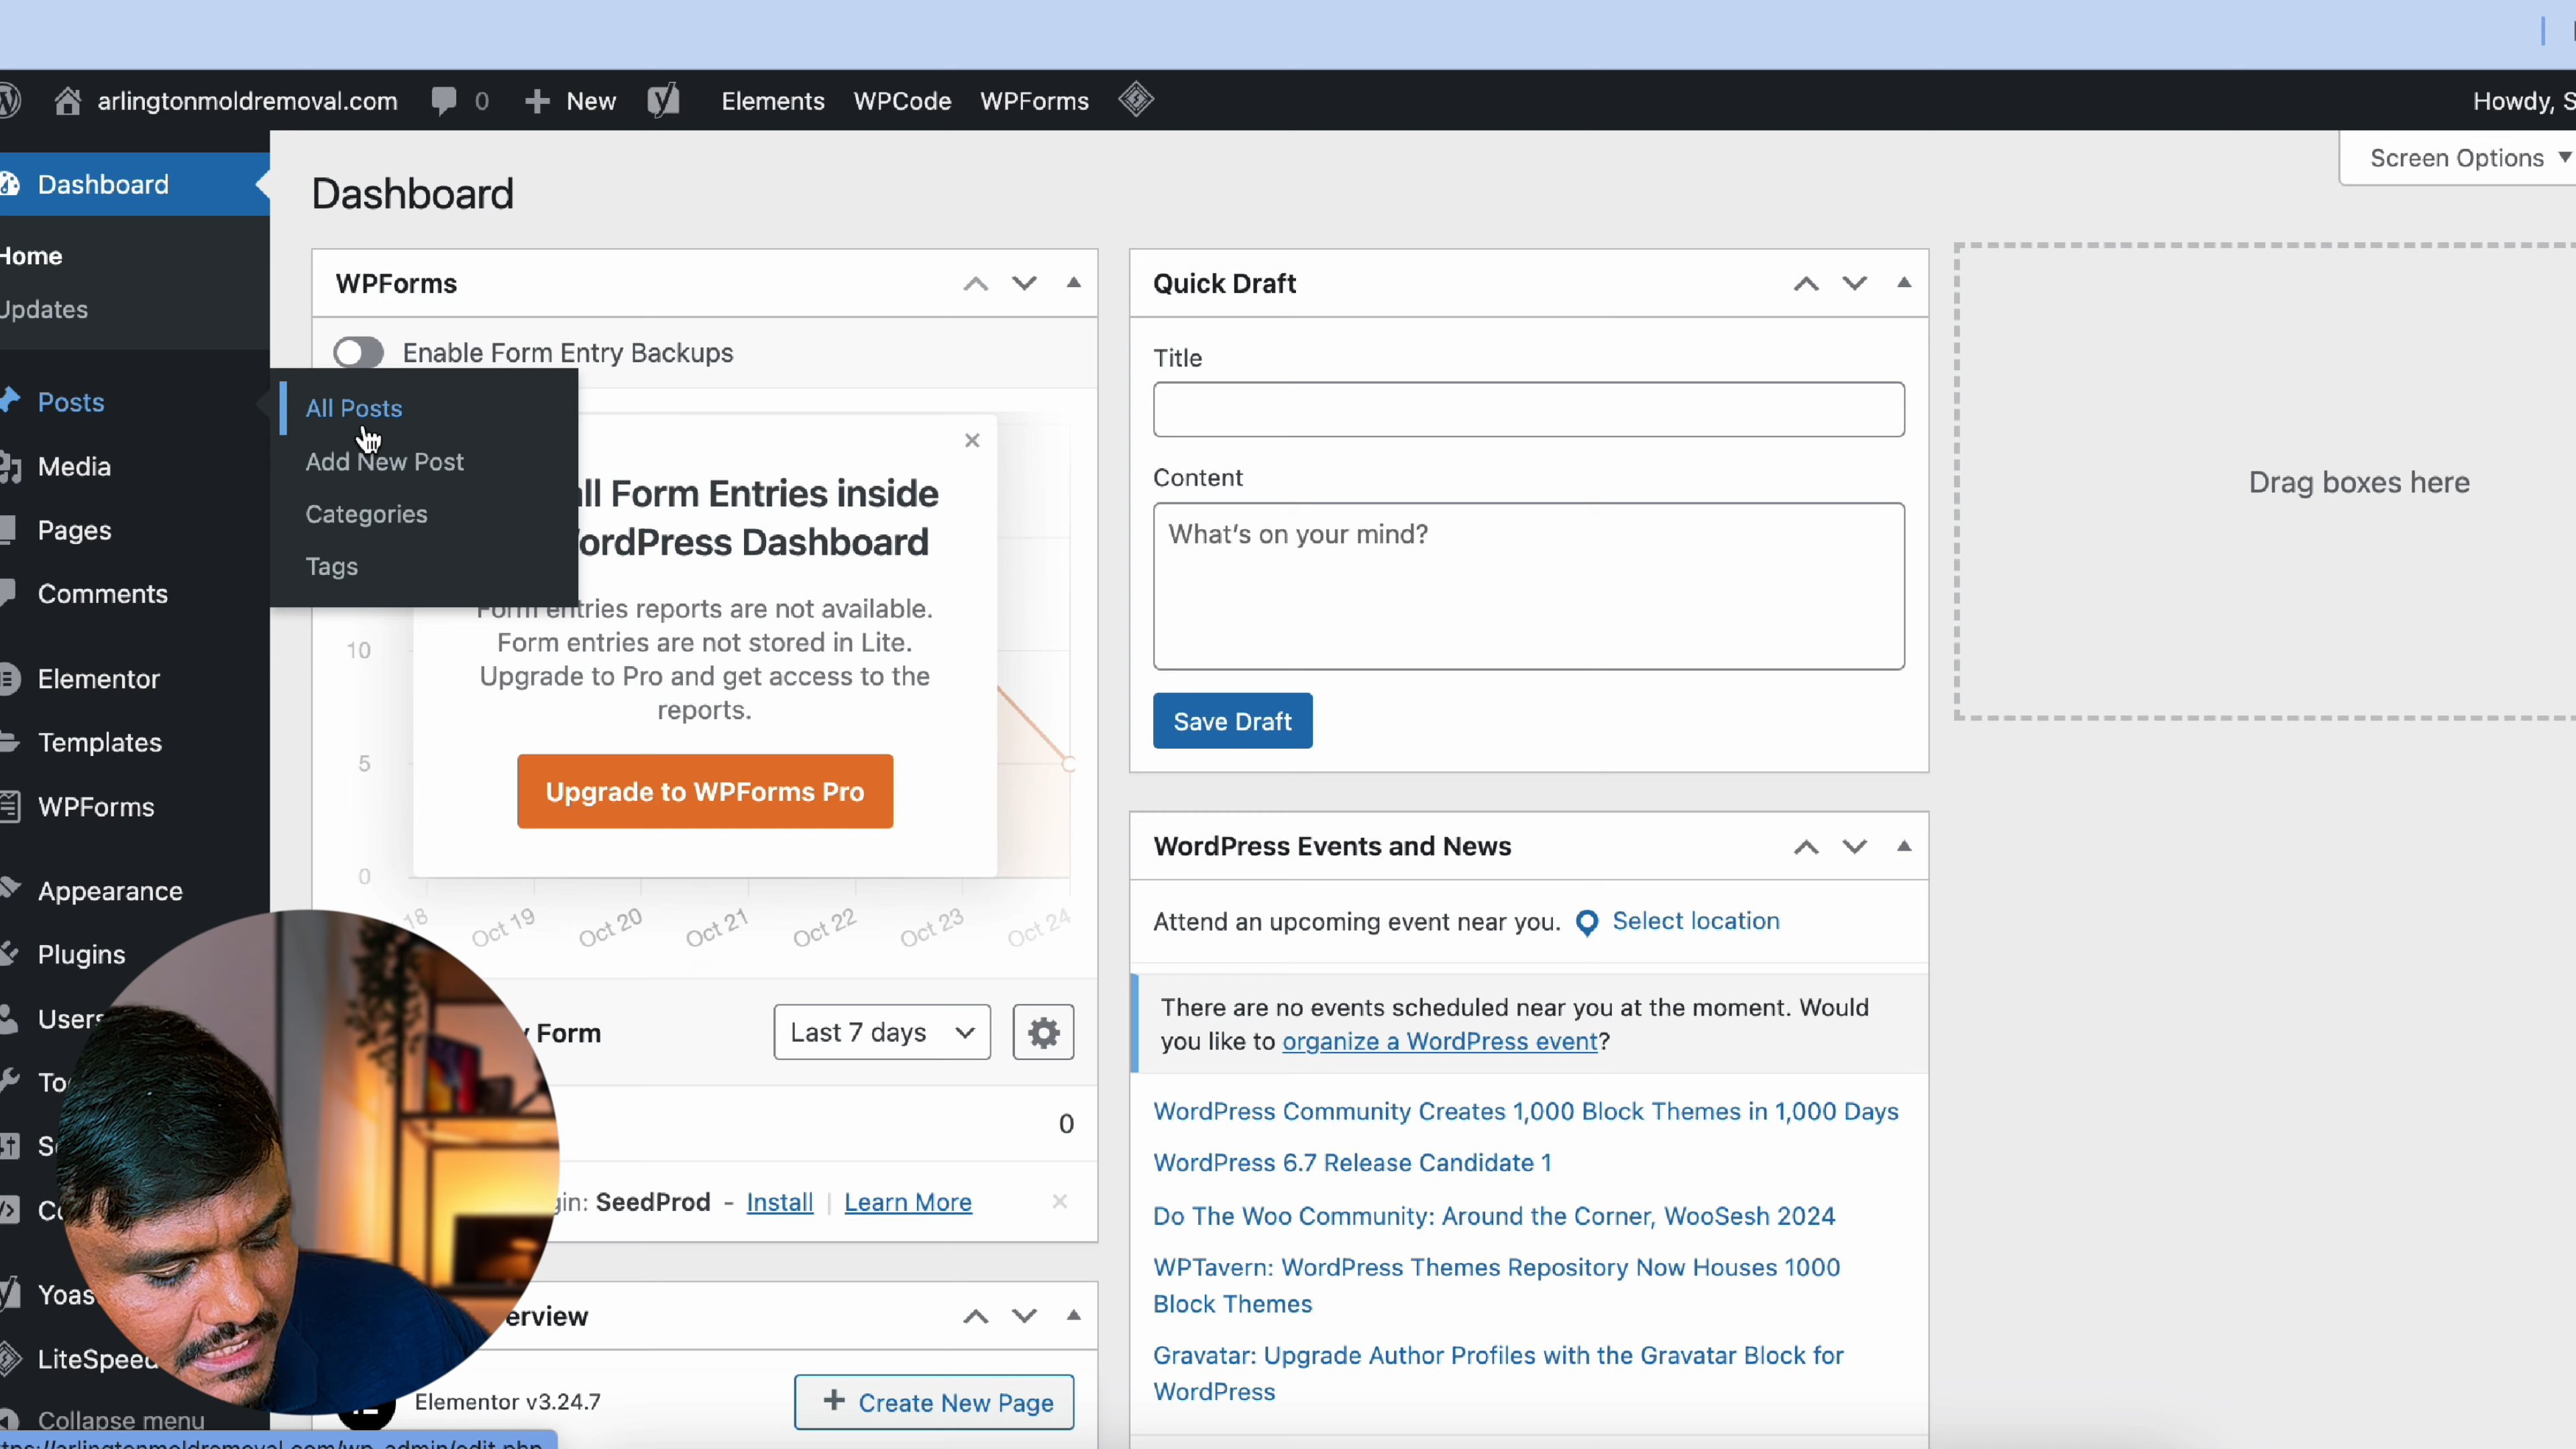 arlingtonmoldremoval.com 0 New Elements WPCode WPForms Howdy,
Screen Options
Dashboard
Home
Updates
Posts
Media
Pages
Comments
Elementor
Templates
WPForms
Appearance
Plugins
Users
LiteSpeed
Collapse menu
All Posts
Add New Post
Categories
Tags
Dashboard
WPForms
Enable Form Entry Backups
Form Entries inside
Dashboard
Form entries reports are not available.
Form entries are not stored in Lite.
Upgrade to Pro and get access to the
reports.
Upgrade to WPForms Pro
10
5
0
18 Oct 19 Oct 20 Oct 21 Oct 22 Oct 23 Oct 24
Form Last 7 days
0
SeedProd - Install | Learn More
Elementor v3.24.7 Create New Page
Quick Draft
Title
Content
What's on your mind?
Save Draft
WordPress Events and News
Attend an upcoming event near you. Select location
There are no events scheduled near you at the moment. Would
you like to organize a WordPress event?
WordPress Community Creates 1,000 Block Themes in 1,000 Days
WordPress 6.7 Release Candidate 1
Do The Woo Community: Around the Corner, WooSesh 2024
WPTavern: WordPress Themes Repository Now Houses 1000
Block Themes
Gravatar: Upgrade Author Profiles with the Gravatar Block for
WordPress
Drag boxes here